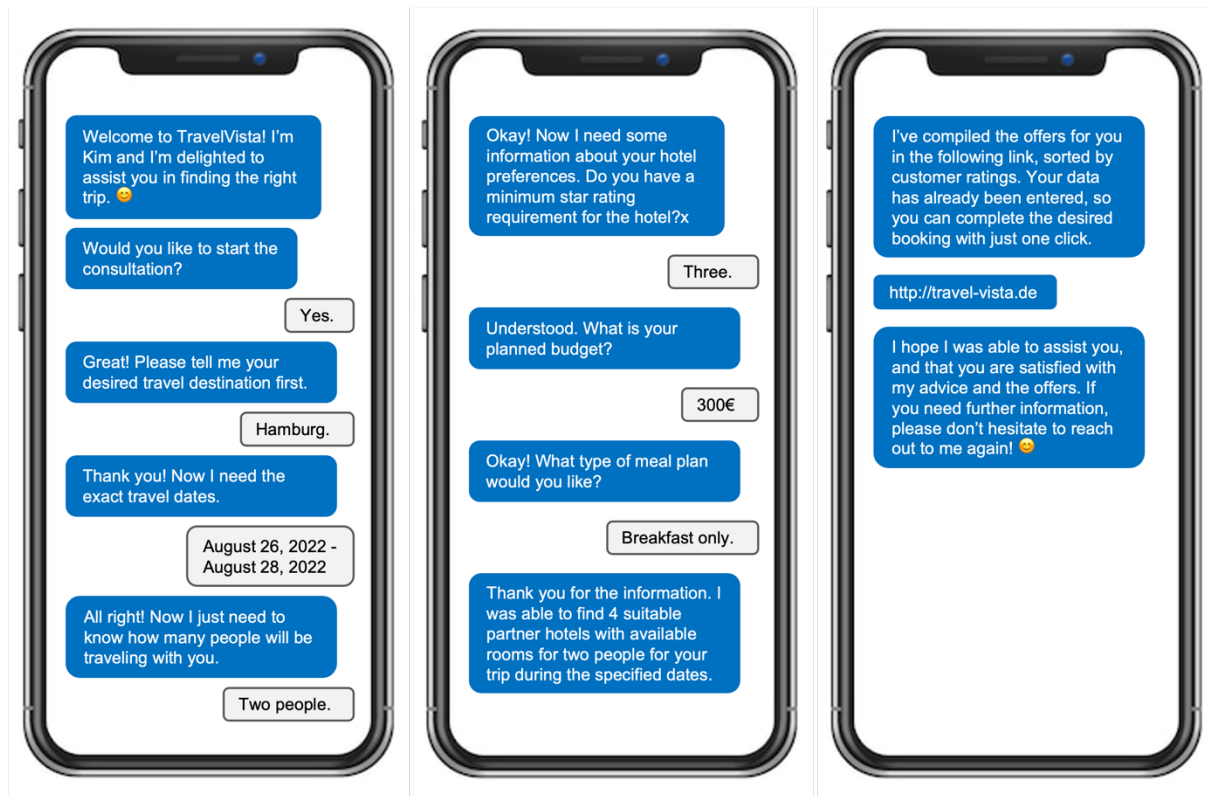 Welcome to TravelVista! I'm
Kim and I'm delighted to
assist you in finding the right
trip. 😊
Would you like to start the
consultation?
Yes.
Great! Please tell me your
desired travel destination first.
Hamburg.
Thank you! Now I need the
exact travel dates.
August 26, 2022 -
August 28, 2022
All right! Now I just need to
know how many people will be
traveling with you.
Two people.
Okay! Now I need some
information about your hotel
preferences. Do you have a
minimum star rating
requirement for the hotel?x
Three.
Understood. What is your
planned budget?
300€
Okay! What type of meal plan
would you like?
Breakfast only.
Thank you for the information. I
was able to find 4 suitable
partner hotels with available
rooms for two people for your
trip during the specified dates.
I've compiled the offers for you
in the following link, sorted by
customer ratings. Your data
has already been entered, so
you can complete the desired
booking with just one click.
http://travel-vista.de
I hope I was able to assist you,
and that you are satisfied with
my advice and the offers. If
you need further information,
please don't hesitate to reach
out to me again! 😊